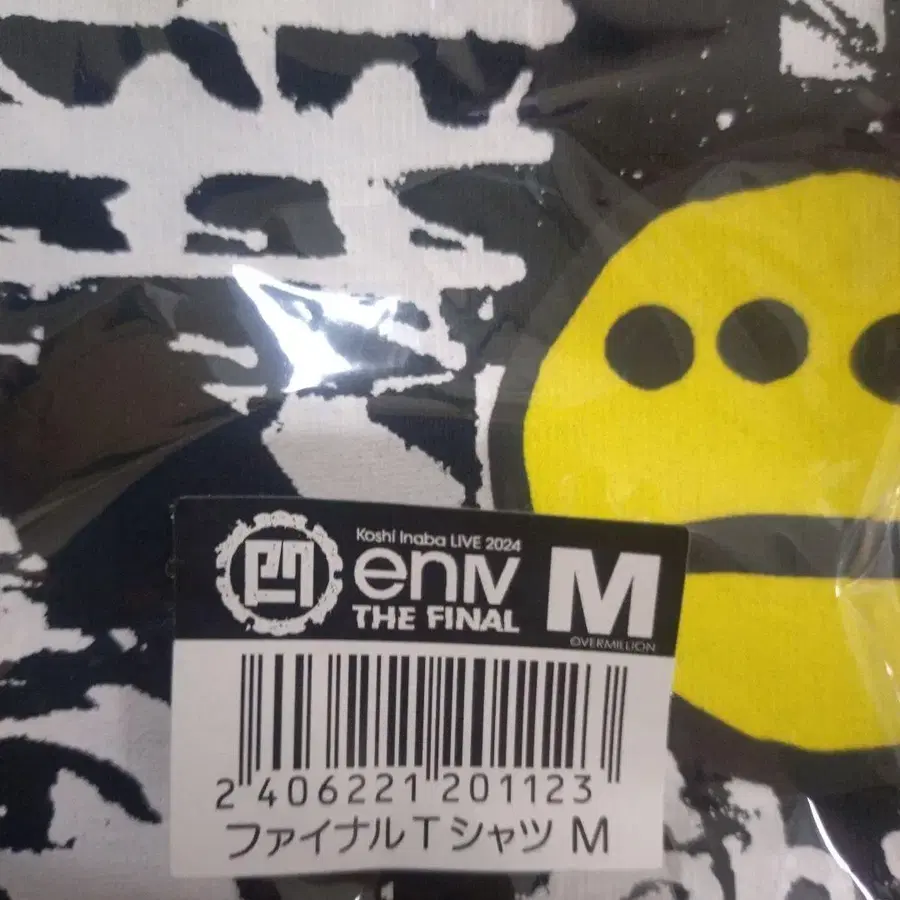 Koshi Inaba LIVE 2024
enIV
THE FINAL
M
©VERMILLION
2 406221 201123
ファイナルTシャツ M